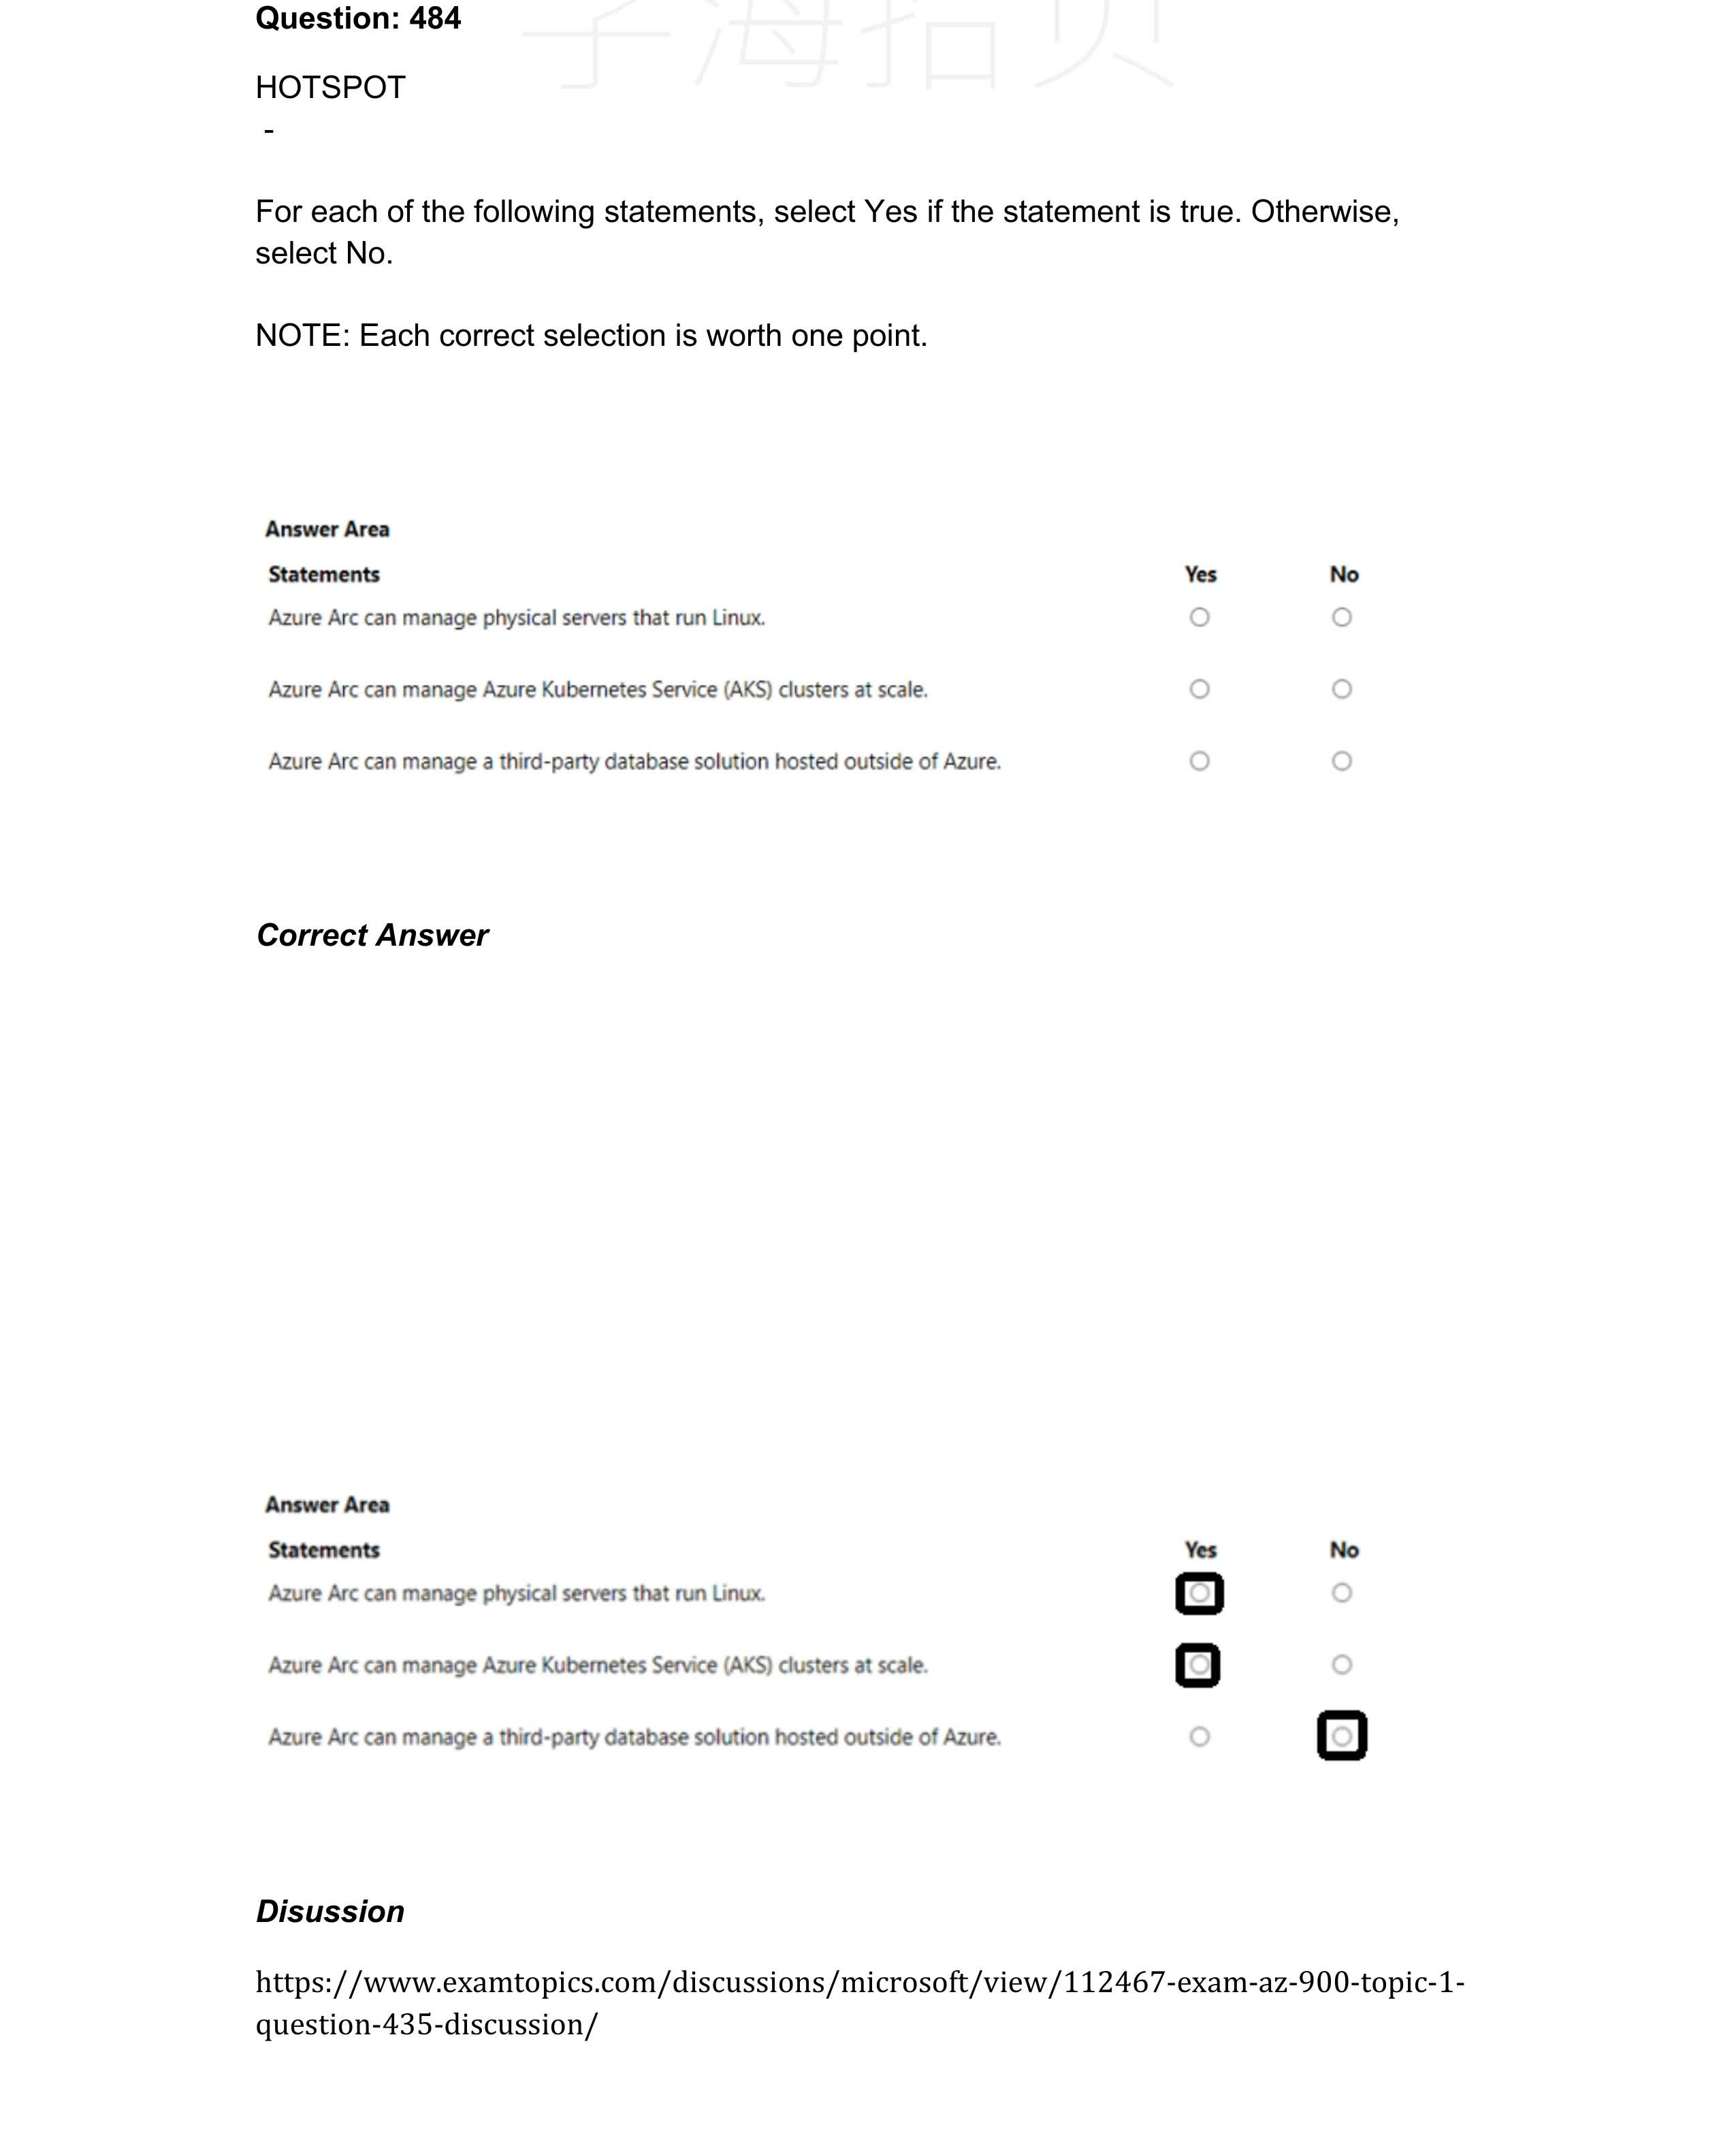 Question: 484
HOTSPOT
-
For each of the following statements, select Yes if the statement is true. Otherwise,
select No.
NOTE: Each correct selection is worth one point.
Answer Area
Statements Yes No
Azure Arc can manage physical servers that run Linux.
Azure Arc can manage Azure Kubernetes Service (AKS) clusters at scale.
Azure Arc can manage a third-party database solution hosted outside of Azure.
Correct Answer
Answer Area
Statements Yes No
Azure Arc can manage physical servers that run Linux.
Azure Arc can manage Azure Kubernetes Service (AKS) clusters at scale.
Azure Arc can manage a third-party database solution hosted outside of Azure.
Disussion
https://www.examtopics.com/discussions/microsoft/view/112467-exam-az-900-topic-1-
question-435-discussion/